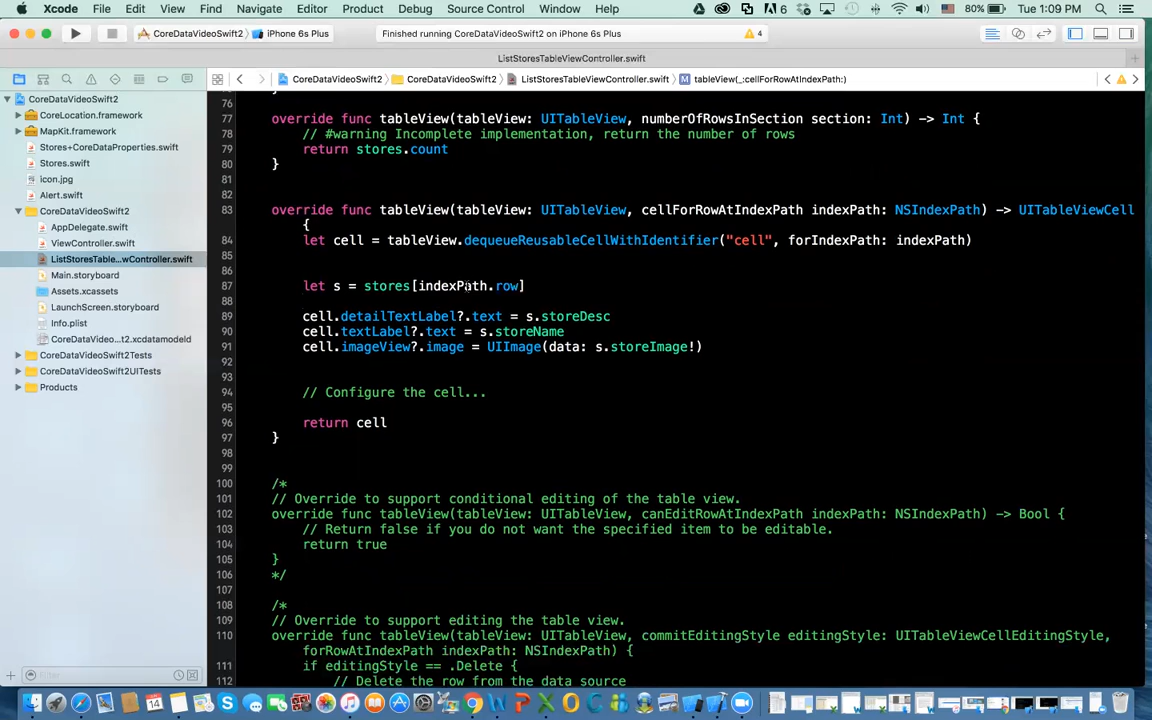 Xcode File Edit View Find Navigate Editor Product Debug Source Control Window Help 6 80% Tue 1:09 PM
CoreDataVideoSwift2 iPhone 6s Plus Finished running CoreDataVideoSwift2 on iPhone 6s Plus 4
ListStoresTableViewController.swift
CoreDataVideoSwift2 CoreDataVideoSwift2 ListStoresTableViewController.swift M tableView(_:cellForRowAtIndexPath:)
CoreDataVideoSwift2
CoreLocation.framework
MapKit.framework
Stores+CoreDataProperties.swift
Stores.swift
icon.jpg
Alert.swift
CoreDataVideoSwift2
AppDelegate.swift
ViewController.swift
ListStoresTable...wController.swift
Main.storyboard
Assets.xcassets
LaunchScreen.storyboard
Info.plist
CoreDataVideo...t2.xcdatamodeld
CoreDataVideoSwift2Tests
CoreDataVideoSwift2UITests
Products
Filter
76
77 override func tableView(tableView: UITableView, numberOfRowsInSection section: Int) -> Int {
78 // #warning Incomplete implementation, return the number of rows
79 return stores.count
80 }
81
82
83 override func tableView(tableView: UITableView, cellForRowAtIndexPath indexPath: NSIndexPath) -> UITableViewCell
{
84 let cell = tableView.dequeueReusableCellWithIdentifier("cell", forIndexPath: indexPath)
85
86
87 let s = stores[indexPath.row]
88
89 cell.detailTextLabel?.text = s.storeDesc
90 cell.textLabel?.text = s.storeName
91 cell.imageView?.image = UIImage(data: s.storeImage!)
92
93
94 // Configure the cell...
95
96 return cell
97 }
98
99
100 /*
101 // Override to support conditional editing of the table view.
102 override func tableView(tableView: UITableView, canEditRowAtIndexPath indexPath: NSIndexPath) -> Bool {
103 // Return false if you do not want the specified item to be editable.
104 return true
105 }
106 */
107
108 /*
109 // Override to support editing the table view.
110 override func tableView(tableView: UITableView, commitEditingStyle editingStyle: UITableViewCellEditingStyle,
forRowAtIndexPath indexPath: NSIndexPath) {
111 if editingStyle == .Delete {
112 // Delete the row from the data source
14